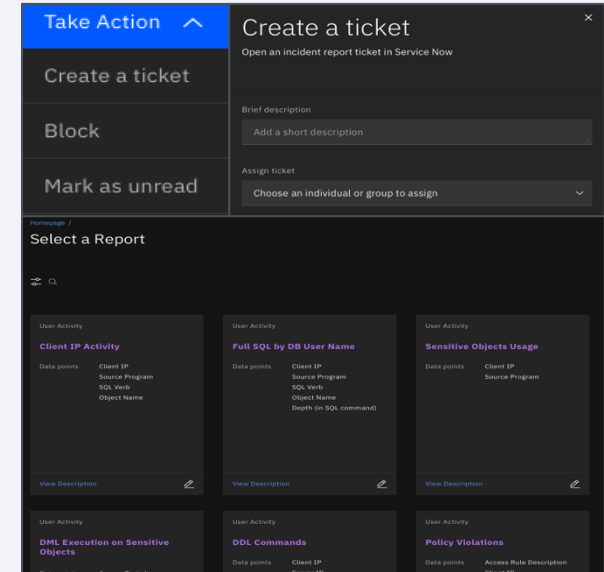 Take Action
Create a ticket
Block
Mark as unread
Create a ticket
Open an incident report ticket in Service Now
Brief description
Add a short description
Assign ticket
Choose an individual or group to assign
Homepage /
Select a Report
User Activity
Client IP Activity
Data points
Client IP
Source Program
SQL Verb
Object Name
View Description
User Activity
Full SQL by DB User Name
Data points
Client IP
Source Program
SQL Verb
Object Name
Depth (in SQL command)
View Description
User Activity
Sensitive Objects Usage
Data points
Client IP
Source Program
View Description
User Activity
DML Execution on Sensitive
Objects
User Activity
DDL Commands
Data points
Client IP
User Activity
Policy Violations
Data points
Access Rule Description